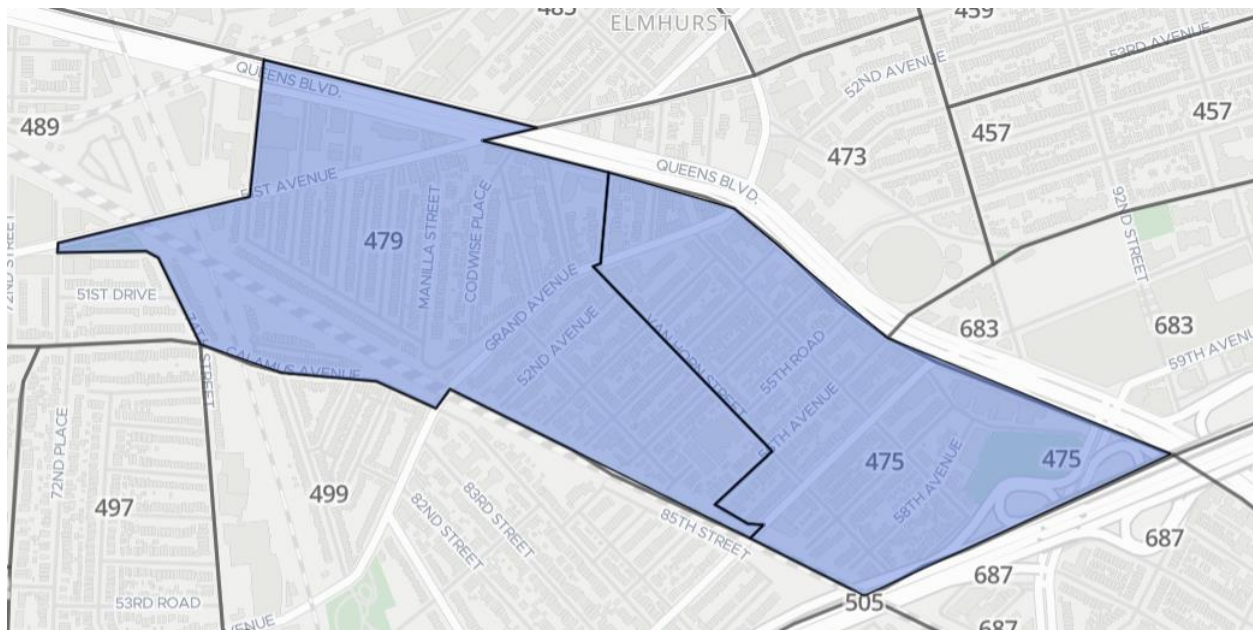 485
ELMHURST
459
53RD AVENUE
52ND AVENUE
QUEENS BLVD.
489
457
457
473
QUEENS BLVD.
92ND STREET
MANILLA STREET
CODWISE PLACE
72ND STREET
479
51ST DRIVE
GRAND AVENUE
52ND AVENUE
VAN HORN STREET
55TH ROAD
683
683
59TH AVENUE
CALAMUS AVENUE
72ND PLACE
475
475
58TH AVENUE
497
499
82ND STREET
83RD STREET
85TH STREET
687
687
53RD ROAD
505
687